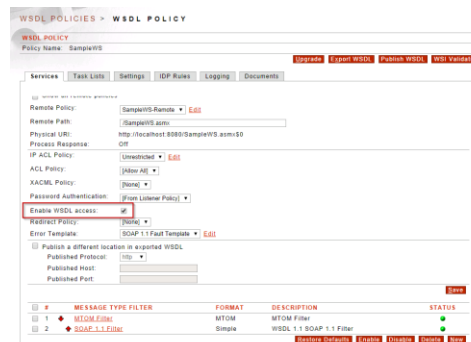 WSDL POLICIES > WSDL POLICY
WSDL POLICY
Policy Name: SampleWS
Upgrade Export WSDL Publish WSDL WSI Validat
Services Task Lists Settings IDP Rules Logging Documents
Show all remote policies
Remote Policy: SampleWS-Remote Edit
Remote Path: /SampleWS.asmx
Physical URI: http://localhost:8080/SampleWS.asmx$0
Process Response: Off
IP ACL Policy: Unrestricted Edit
ACL Policy: [Allow All]
XACML Policy: [None]
Password Authentication: [From Listener Policy]
Enable WSDL access:
Redirect Policy: [None]
Error Template: SOAP 1.1 Fault Template Edit
Publish a different location in exported WSDL
Published Protocol: http
Published Host:
Published Port:
Save
# MESSAGE TYPE FILTER FORMAT DESCRIPTION STATUS
1 MTOM Filter MTOM MTOM Filter
2 SOAP 1.1 Filter Simple WSDL 1.1 SOAP 1.1 Filter
Restore Defaults Enable Disable Delete New